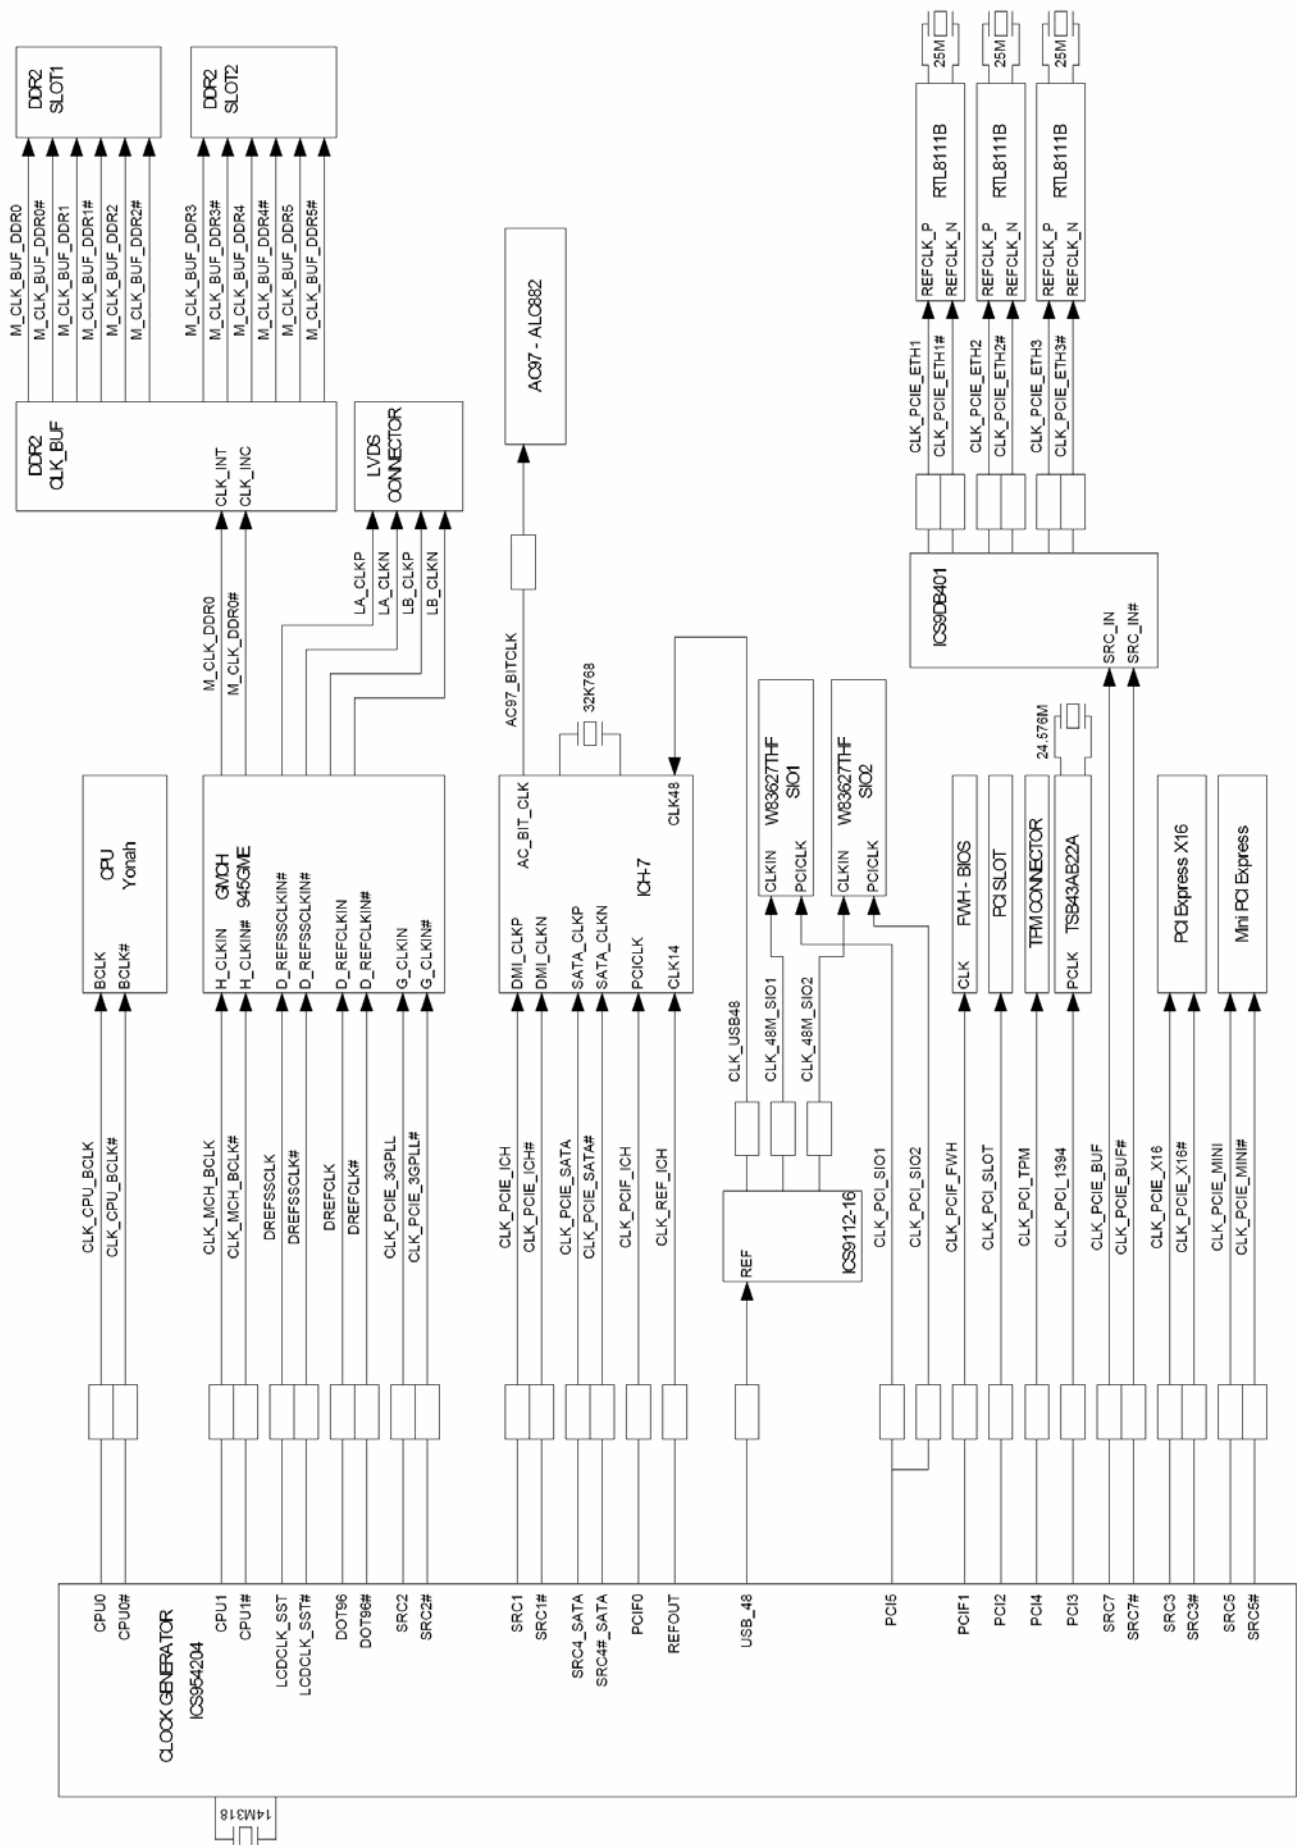 DDR2
SLOT1
DDR2
SLOT2
M_CLK_BUF_DDR0
M_CLK_BUF_DDR0#
M_CLK_BUF_DDR1
M_CLK_BUF_DDR1#
M_CLK_BUF_DDR2
M_CLK_BUF_DDR2#
M_CLK_BUF_DDR3
M_CLK_BUF_DDR3#
M_CLK_BUF_DDR4
M_CLK_BUF_DDR4#
M_CLK_BUF_DDR5
M_CLK_BUF_DDR5#
DDR2
CLK_BUF
CLK_INT
CLK_INC
LVDS
CONNECTOR
AC97 - ALC882
M_CLK_DDR0
M_CLK_DDR0#
LA_CLKP
LA_CLKN
LB_CLKP
LB_CLKN
AC97_BITCLK
32K768
CPU
Yonah
BCLK
BCLK#
GMCH
945GME
H_CLKIN
H_CLKIN#
D_REFSSCLKIN#
D_REFSSCLKIN#
D_REFCLKIN
D_REFCLKIN#
G_CLKIN
G_CLKIN#
AC_BIT_CLK
CLK48
ICH-7
DMI_CLKP
DMI_CLKN
SATA_CLKP
SATA_CLKN
PCICLK
CLK14
W83627THF
SIO1
CLKIN
PCICLK
W83627THF
SIO2
CLKIN
PCICLK
CLK
FWH - BIOS
PCI SLOT
TPM CONNECTOR
PCLK
TSB43AB22A
24.576M
PCI Express X16
Mini PCI Express
ICS9DB401
SRC_IN
SRC_IN#
25M
25M
25M
RTL8111B
REFCLK_P
REFCLK_N
RTL8111B
REFCLK_P
REFCLK_N
RTL8111B
REFCLK_P
REFCLK_N
CLK_PCIE_ETH1
CLK_PCIE_ETH1#
CLK_PCIE_ETH2
CLK_PCIE_ETH2#
CLK_PCIE_ETH3
CLK_PCIE_ETH3#
CLK_CPU_BCLK
CLK_CPU_BCLK#
CLK_MCH_BCLK
CLK_MCH_BCLK#
DREFSSCLK
DREFSSCLK#
DREFCLK
DREFCLK#
CLK_PCIE_3GPLL
CLK_PCIE_3GPLL#
CLK_PCIE_ICH
CLK_PCIE_ICH#
CLK_PCIE_SATA
CLK_PCIE_SATA#
CLK_PCIF_ICH
CLK_REF_ICH
CLK_USB48
CLK_48M_SIO1
CLK_48M_SIO2
REF
ICS9112-16
CLK_PCI_SIO1
CLK_PCI_SIO2
CLK_PCIF_FWH
CLK_PCI_SLOT
CLK_PCI_TPM
CLK_PCI_1394
CLK_PCIE_BUF
CLK_PCIE_BUF#
CLK_PCIE_X16
CLK_PCIE_X16#
CLK_PCIE_MINI
CLK_PCIE_MINI#
CPU0
CPU0#
CPU1
CPU1#
LCDCLK_SST
LCDCLK_SST#
DOT96
DOT96#
SRC2
SRC2#
SRC1
SRC1#
SRC4_SATA
SRC4#_SATA
PCIF0
REFOUT
USB_48
PCI5
PCIF1
PCI2
PCI4
PCI3
SRC7
SRC7#
SRC3
SRC3#
SRC5
SRC5#
CLOCK GENERATOR
ICS954204
14M318